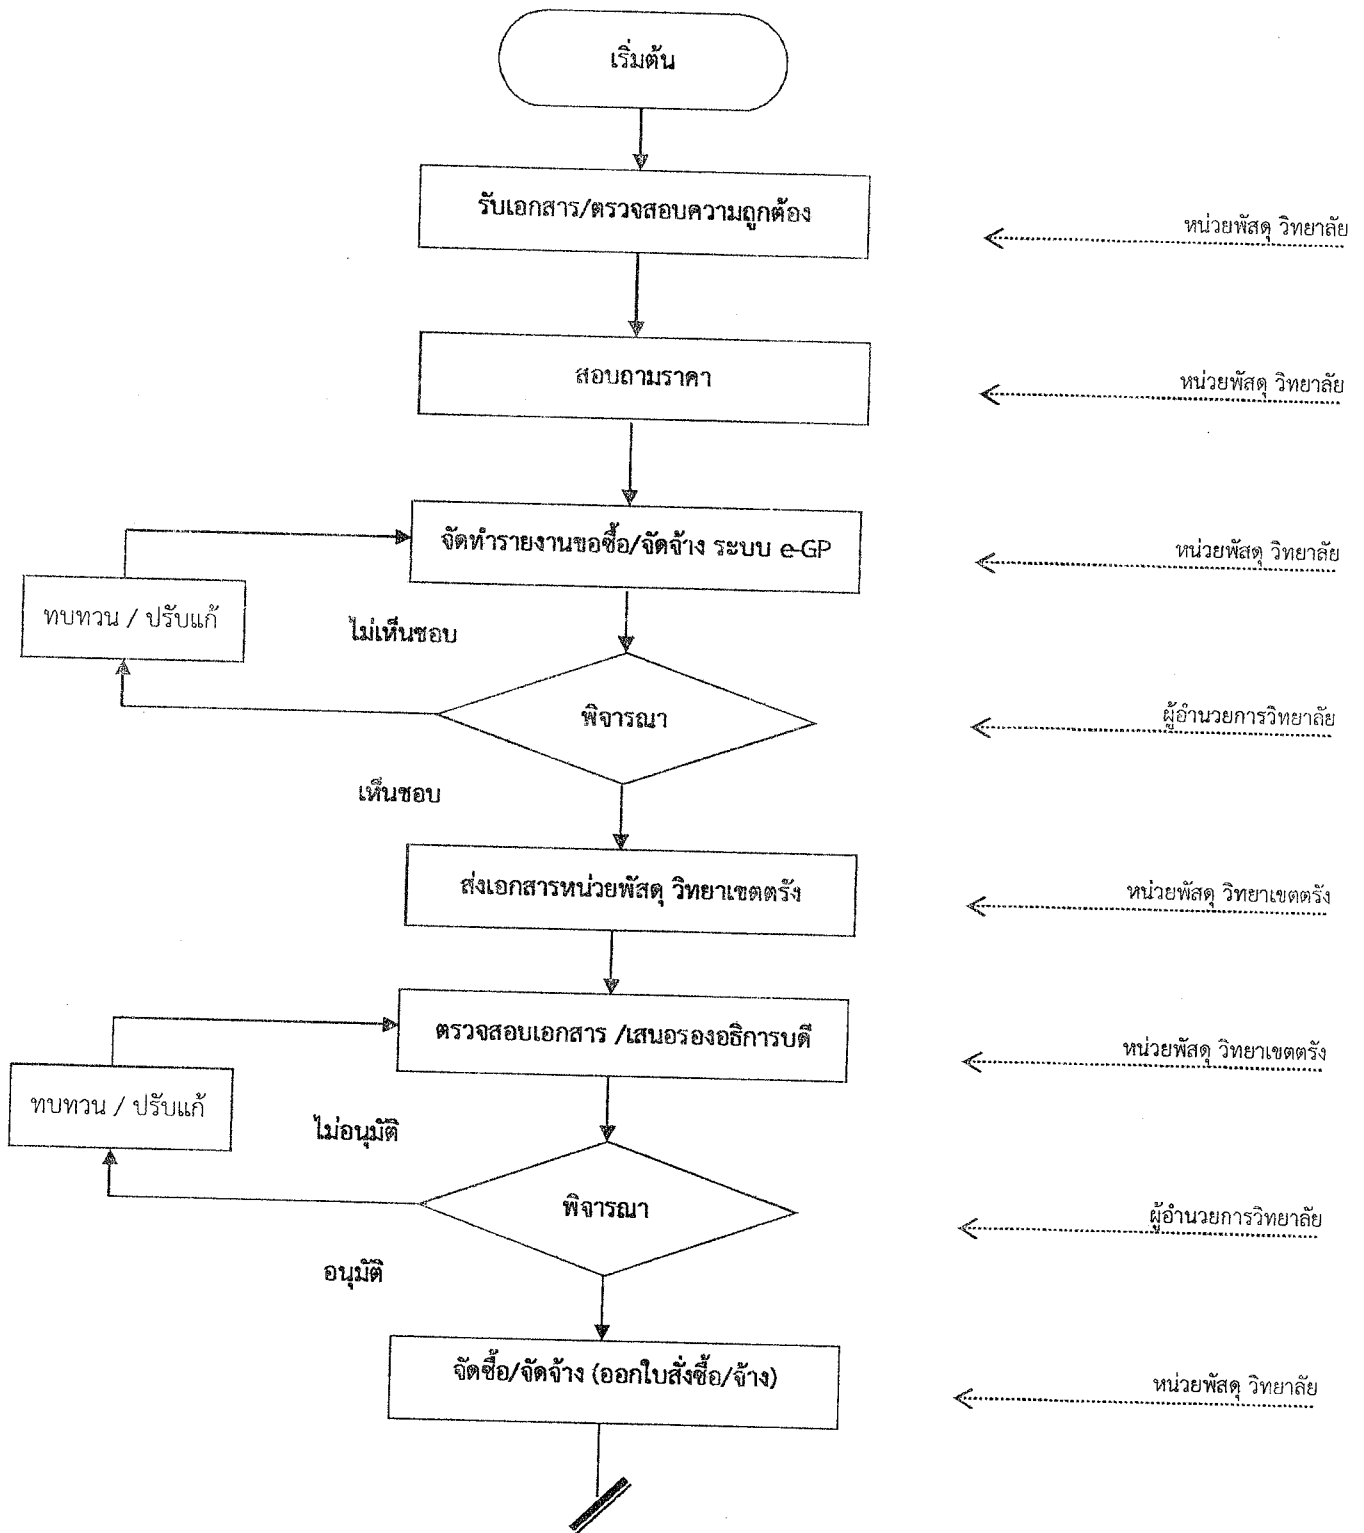 เริ่มต้น
รับเอกสาร/ตรวจสอบความถูกต้อง
หน่วยพัสดุ วิทยาลัย
สอบถามราคา
หน่วยพัสดุ วิทยาลัย
จัดทำรายงานขอซื้อ/จัดจ้าง ระบบ e-GP
หน่วยพัสดุ วิทยาลัย
ทบทวน / ปรับแก้
ไม่เห็นชอบ
พิจารณา
ผู้อำนวยการวิทยาลัย
เห็นชอบ
ส่งเอกสารหน่วยพัสดุ วิทยาเขตตรัง
หน่วยพัสดุ วิทยาเขตตรัง
ตรวจสอบเอกสาร /เสนอรองอธิการบดี
หน่วยพัสดุ วิทยาเขตตรัง
ทบทวน / ปรับแก้
ไม่อนุมัติ
พิจารณา
ผู้อำนวยการวิทยาลัย
อนุมัติ
จัดซื้อ/จัดจ้าง (ออกใบสั่งซื้อ/จ้าง)
หน่วยพัสดุ วิทยาลัย